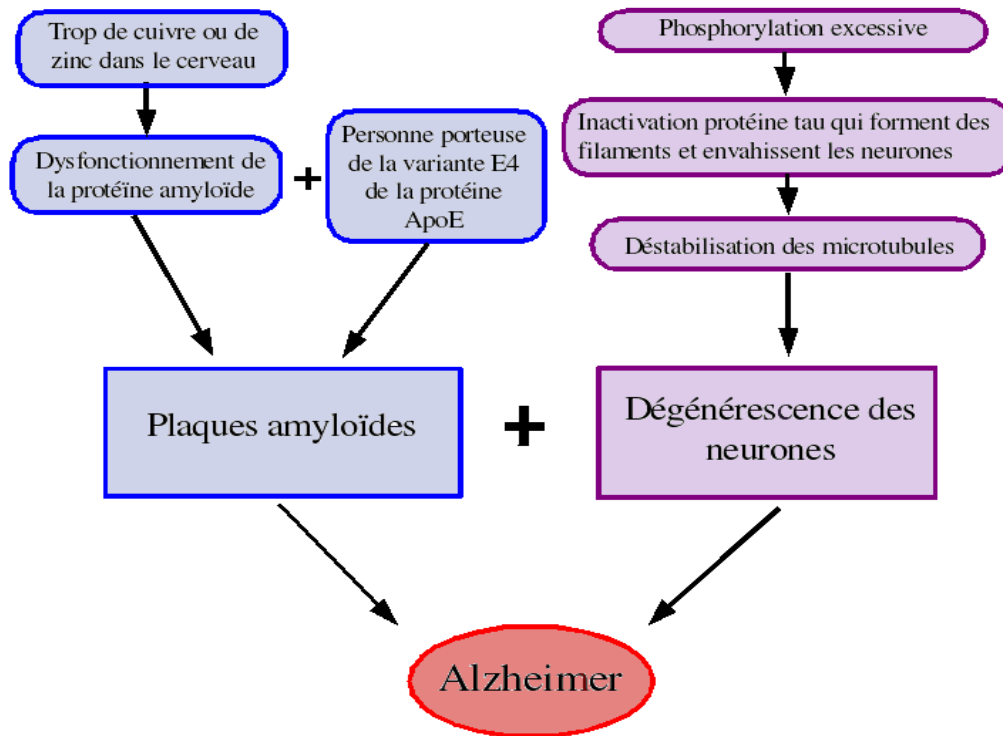 Trop de cuivre ou de
zinc dans le cerveau
Dysfonctionnement de
la protéïne amyloïde
+
Personne porteuse
de la variante E4
de la protéine
ApoE
Phosphorylation excessive
Inactivation protéine tau qui forment des
filaments et envahissent les neurones
Déstabilisation des microtubules
Plaques amyloïdes
+
Dégénérescence des
neurones
Alzheimer